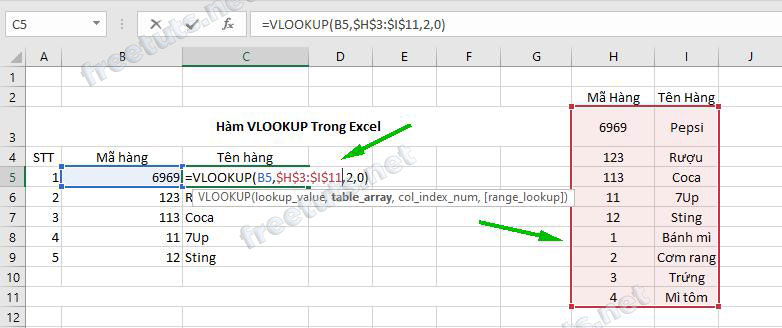 C5 =VLOOKUP(B5,$H$3:$I$11,2,0)
A B C D E F G H I J
1
2 Mã Hàng Tên Hàng
3 Hàm VLOOKUP Trong Excel 6969 Pepsi
4 STT Mã hàng Tên hàng 123 Rượu
5 1 6969 =VLOOKUP(B5,$H$3:$I$11,2,0) 113 Coca
VLOOKUP(lookup_value, table_array, col_index_num, [range_lookup])
6 2 123 R 11 7Up
7 3 113 Coca 12 Sting
8 4 11 7Up 1 Bánh mì
9 5 12 Sting 2 Cơm rang
10 3 Trứng
11 4 Mì tôm
12
freetuts.net
freetuts.net
freetuts.net